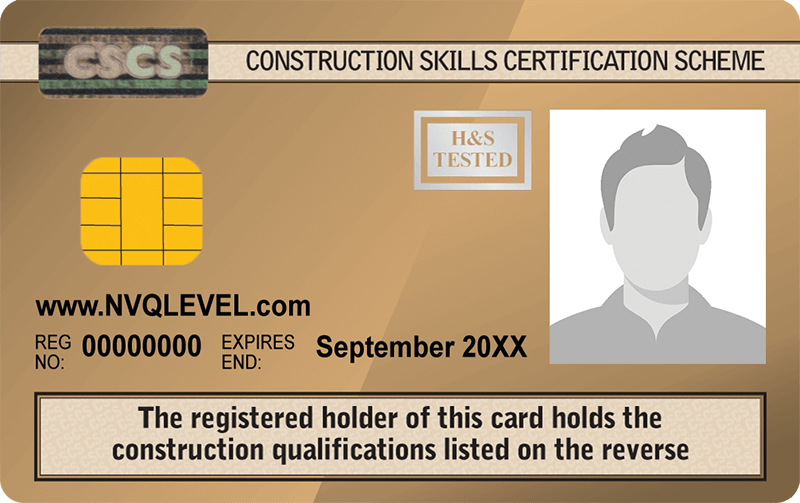 CSCS
CONSTRUCTION SKILLS CERTIFICATION SCHEME
H&S
TESTED
www.NVQLEVEL.com
REG NO: 00000000 EXPIRES END: September 20XX
The registered holder of this card holds the
construction qualifications listed on the reverse